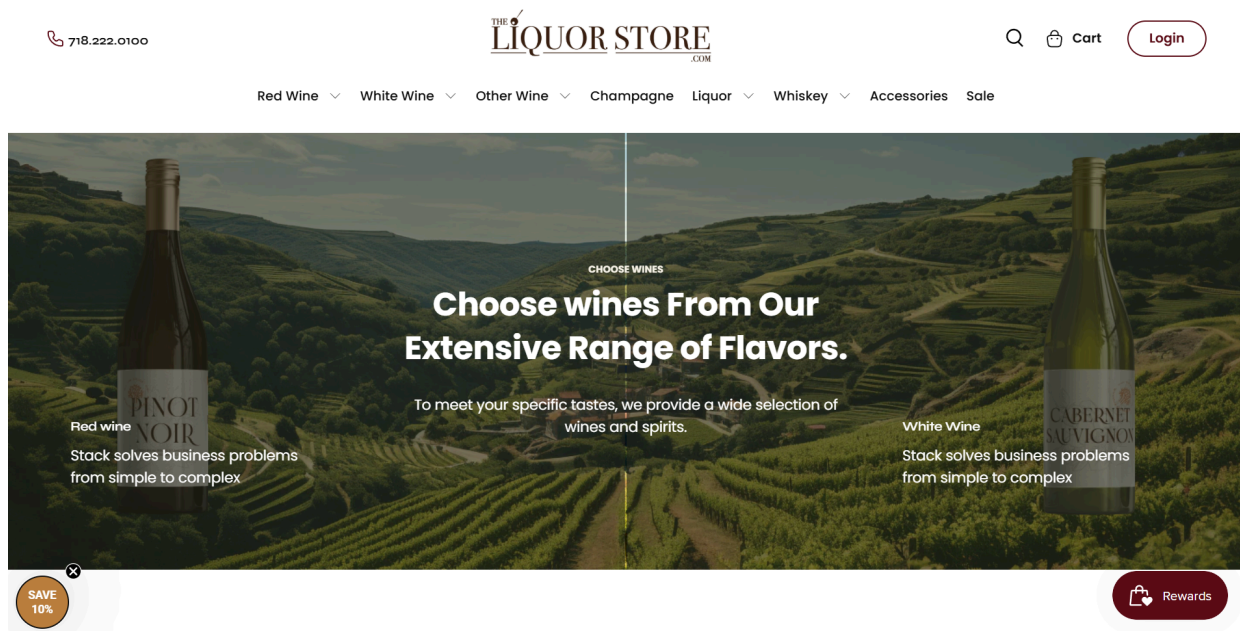 718.222.0100
THE
LIQUOR STORE
.COM
Cart
Login
Red Wine
White Wine
Other Wine
Champagne
Liquor
Whiskey
Accessories
Sale
CHOOSE WINES
Choose wines From Our
Extensive Range of Flavors.
To meet your specific tastes, we provide a wide selection of
wines and spirits.
PINOT
NOIR
Red wine
Stack solves business problems
from simple to complex
CABERNET
SAUVIGNON
White Wine
Stack solves business problems
from simple to complex
SAVE
10%
Rewards